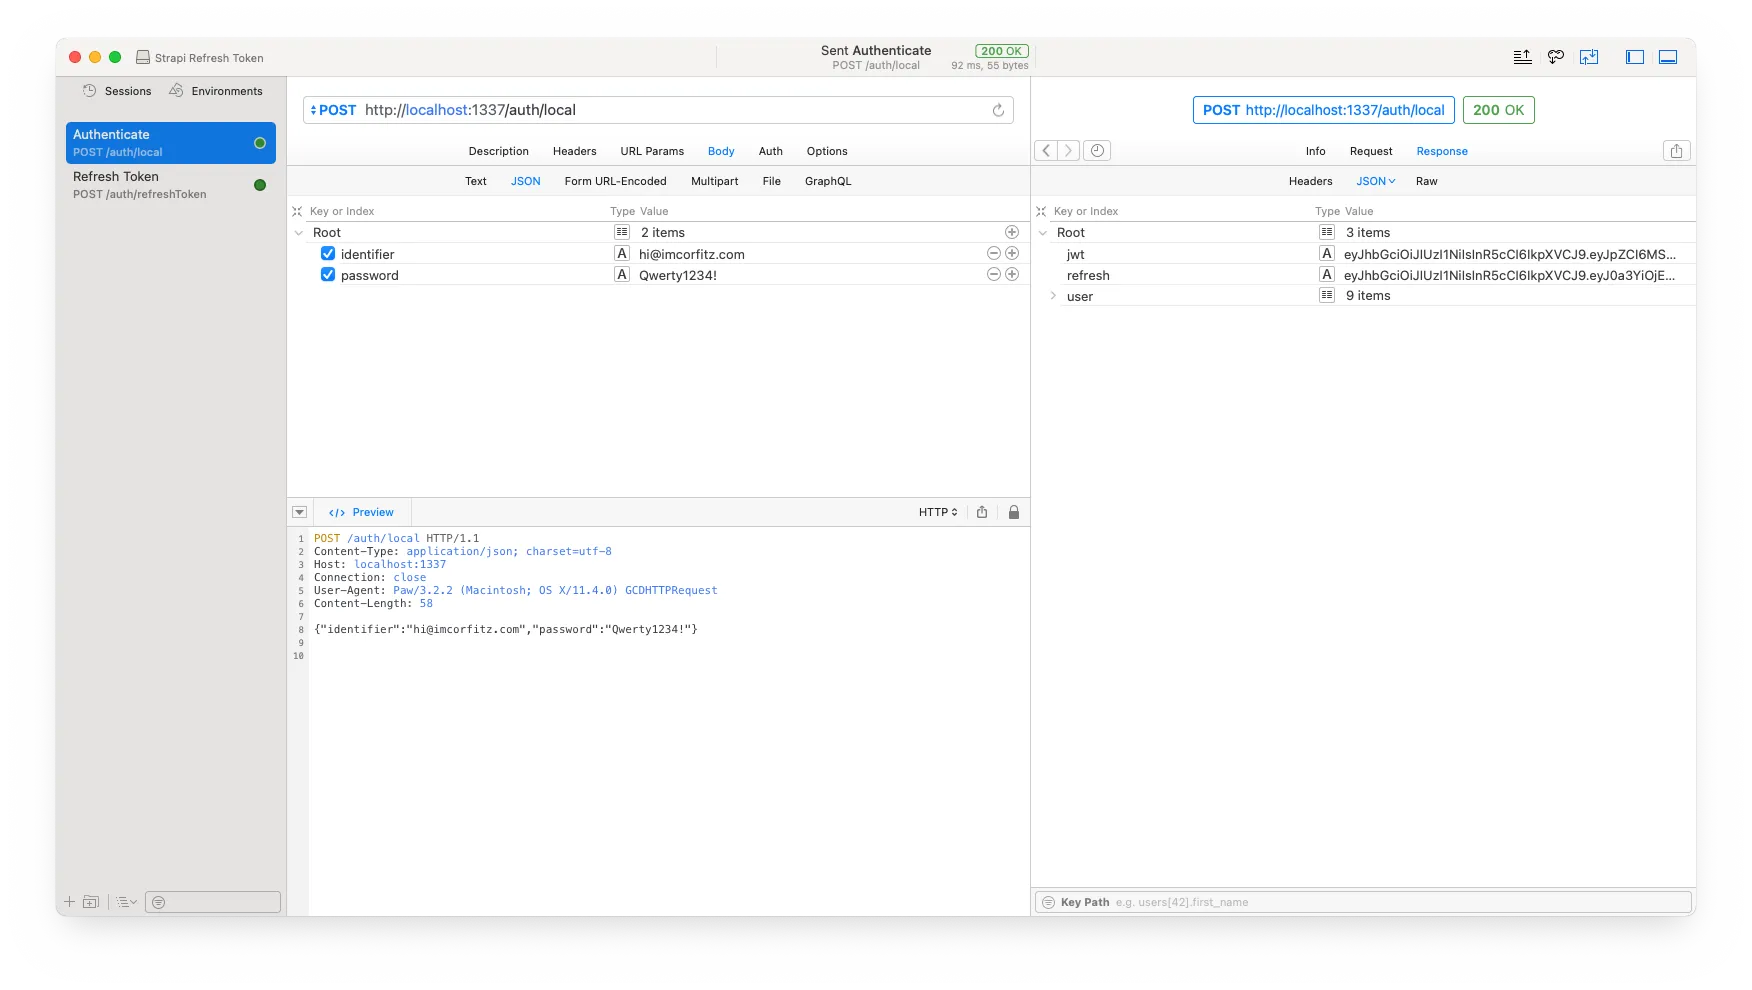 Strapi Refresh Token
Sent Authenticate
POST /auth/local
200 OK
92 ms, 55 bytes
Sessions
Environments
Authenticate
POST /auth/local
Refresh Token
POST /auth/refreshToken
POST http://localhost:1337/auth/local
Description Headers URL Params Body Auth Options
Text JSON Form URL-Encoded Multipart File GraphQL
Key or Index Type Value
Root 2 items
identifier A hi@imcorfitz.com
password A Qwerty1234!
</> Preview
HTTP
1 POST /auth/local HTTP/1.1
2 Content-Type: application/json; charset=utf-8
3 Host: localhost:1337
4 Connection: close
5 User-Agent: Paw/3.2.2 (Macintosh; OS X/11.4.0) GCDHTTPRequest
6 Content-Length: 58
7
8 {"identifier":"hi@imcorfitz.com","password":"Qwerty1234!"}
9
10
POST http://localhost:1337/auth/local
200 OK
Info Request Response
Headers JSON Raw
Key or Index Type Value
Root 3 items
jwt A eyJhbGciOiJIUzI1NiIsInR5cCI6IkpXVCJ9.eyJpZCI6MS...
refresh A eyJhbGciOiJIUzI1NiIsInR5cCI6IkpXVCJ9.eyJ0a3YiOjE...
user 9 items
Key Path e.g. users[42].first_name